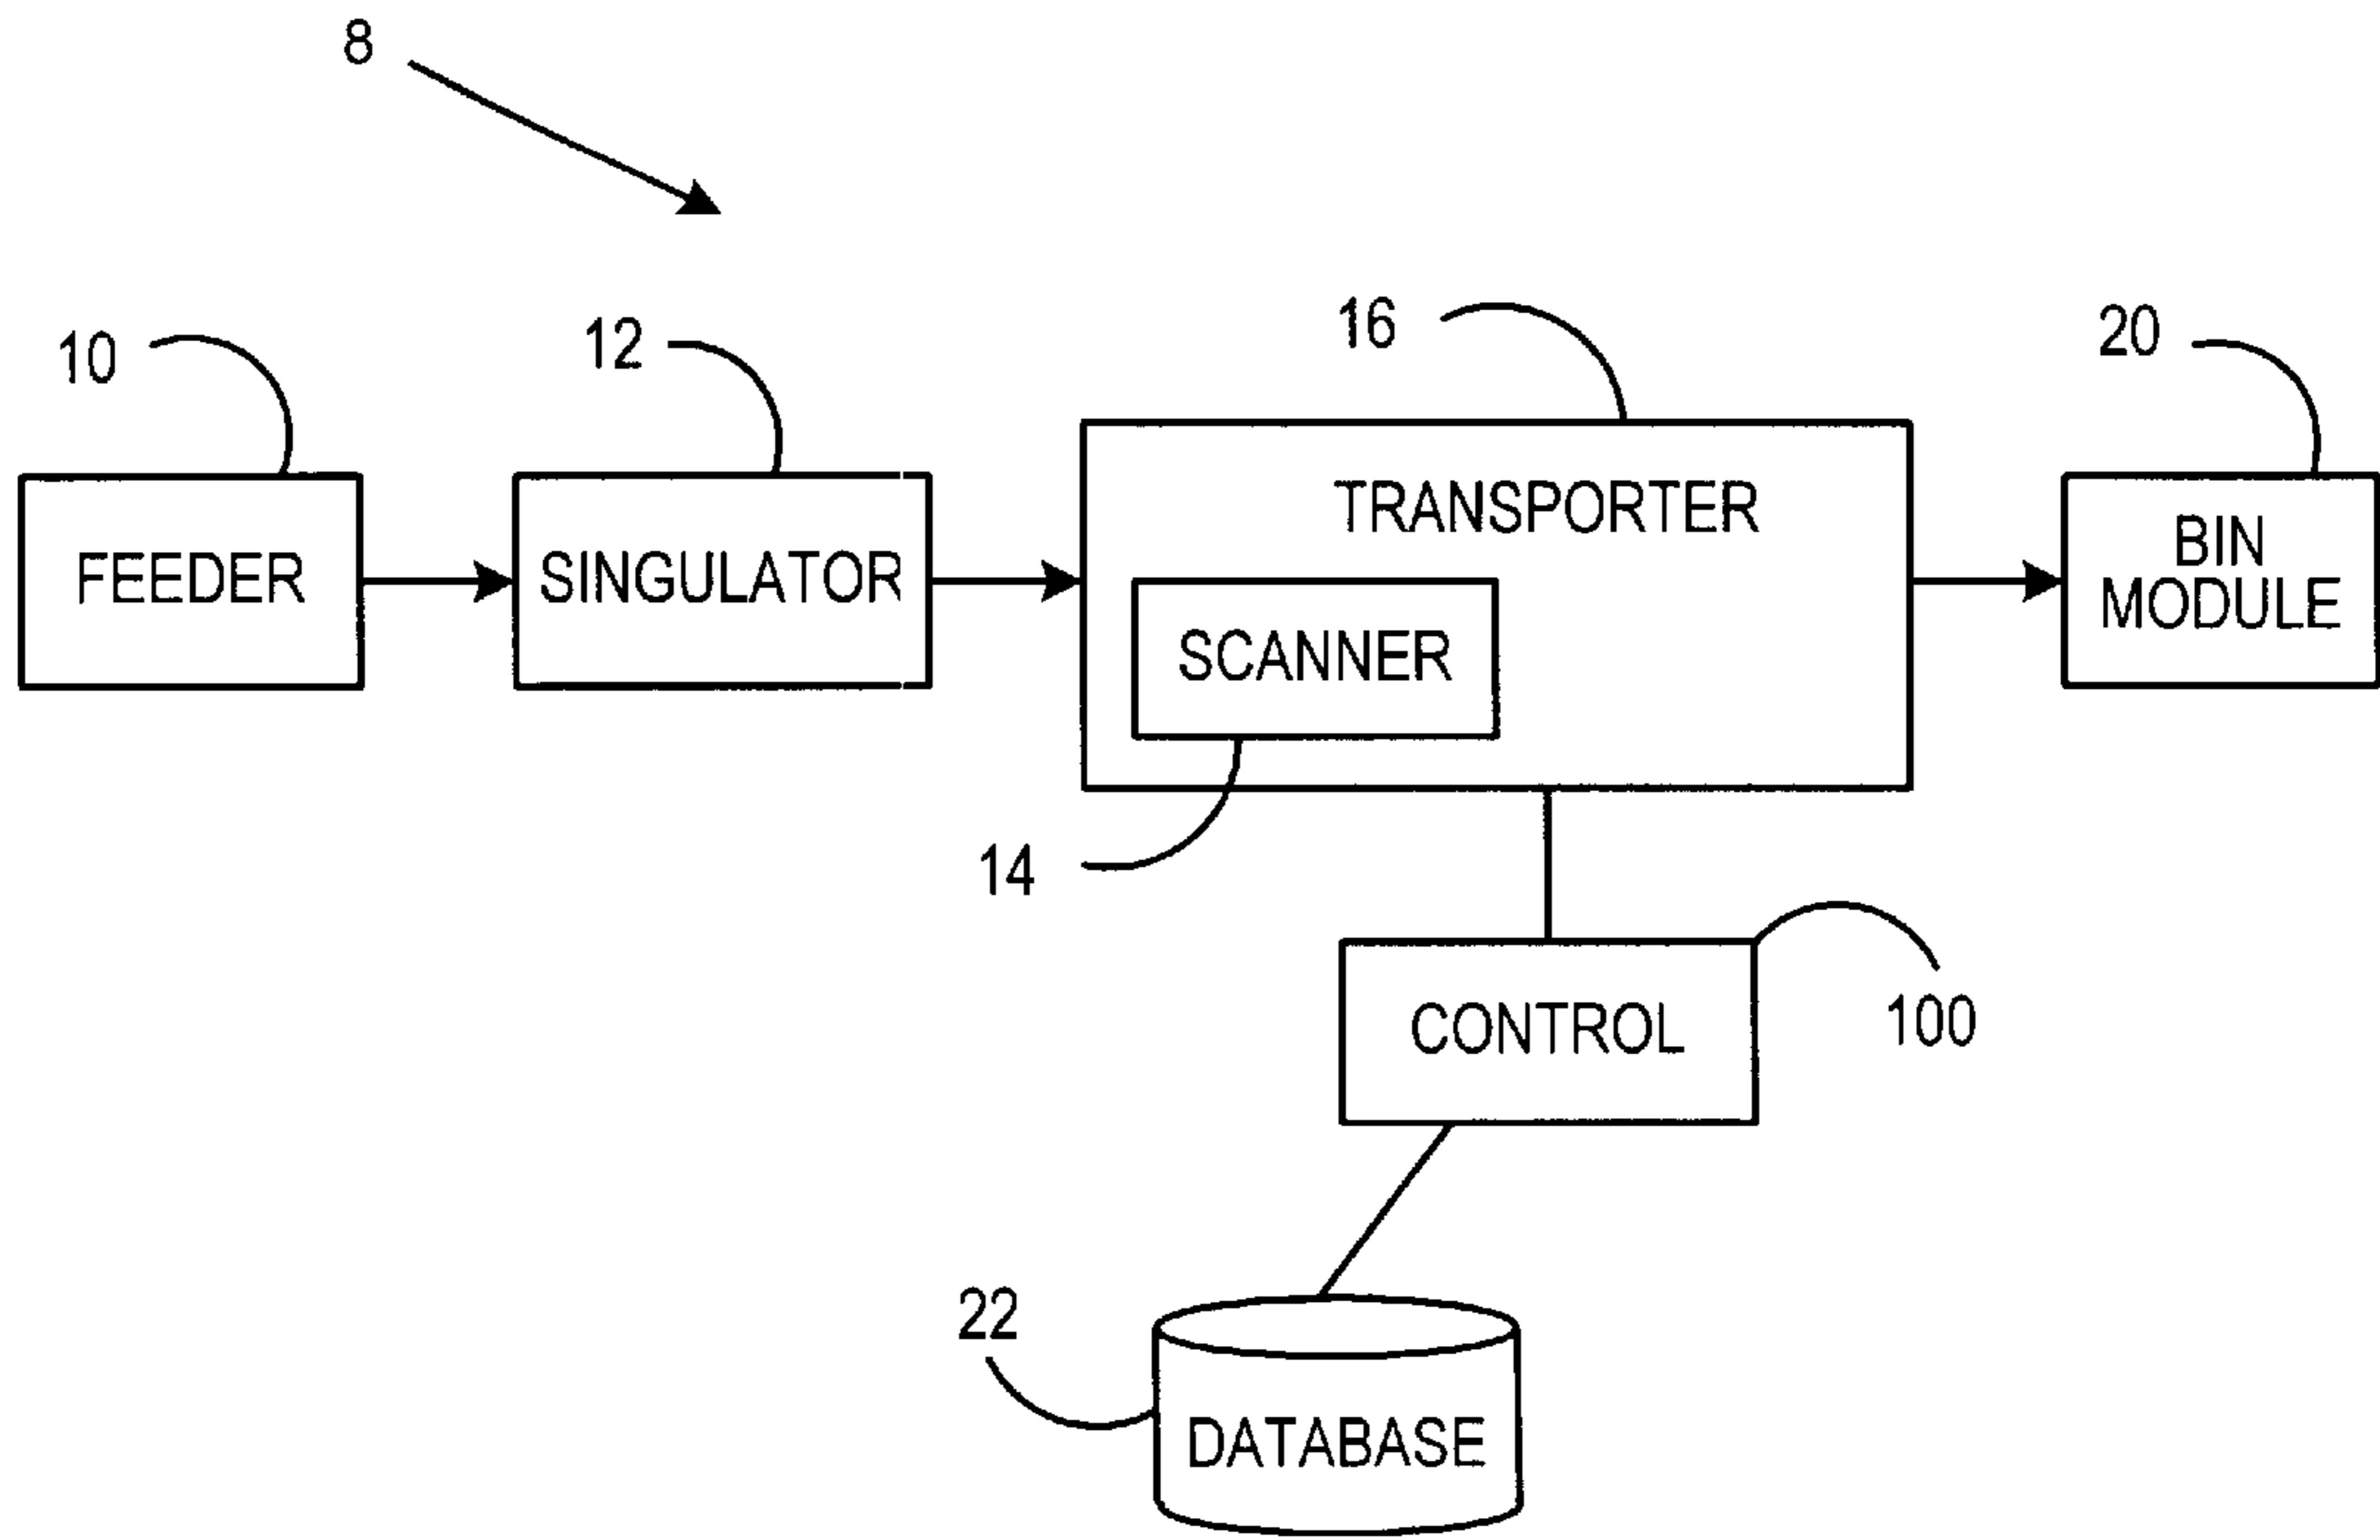 8
10
12
16
20
FEEDER
SINGULATOR
TRANSPORTER
SCANNER
BIN
MODULE
14
CONTROL
100
22
DATABASE